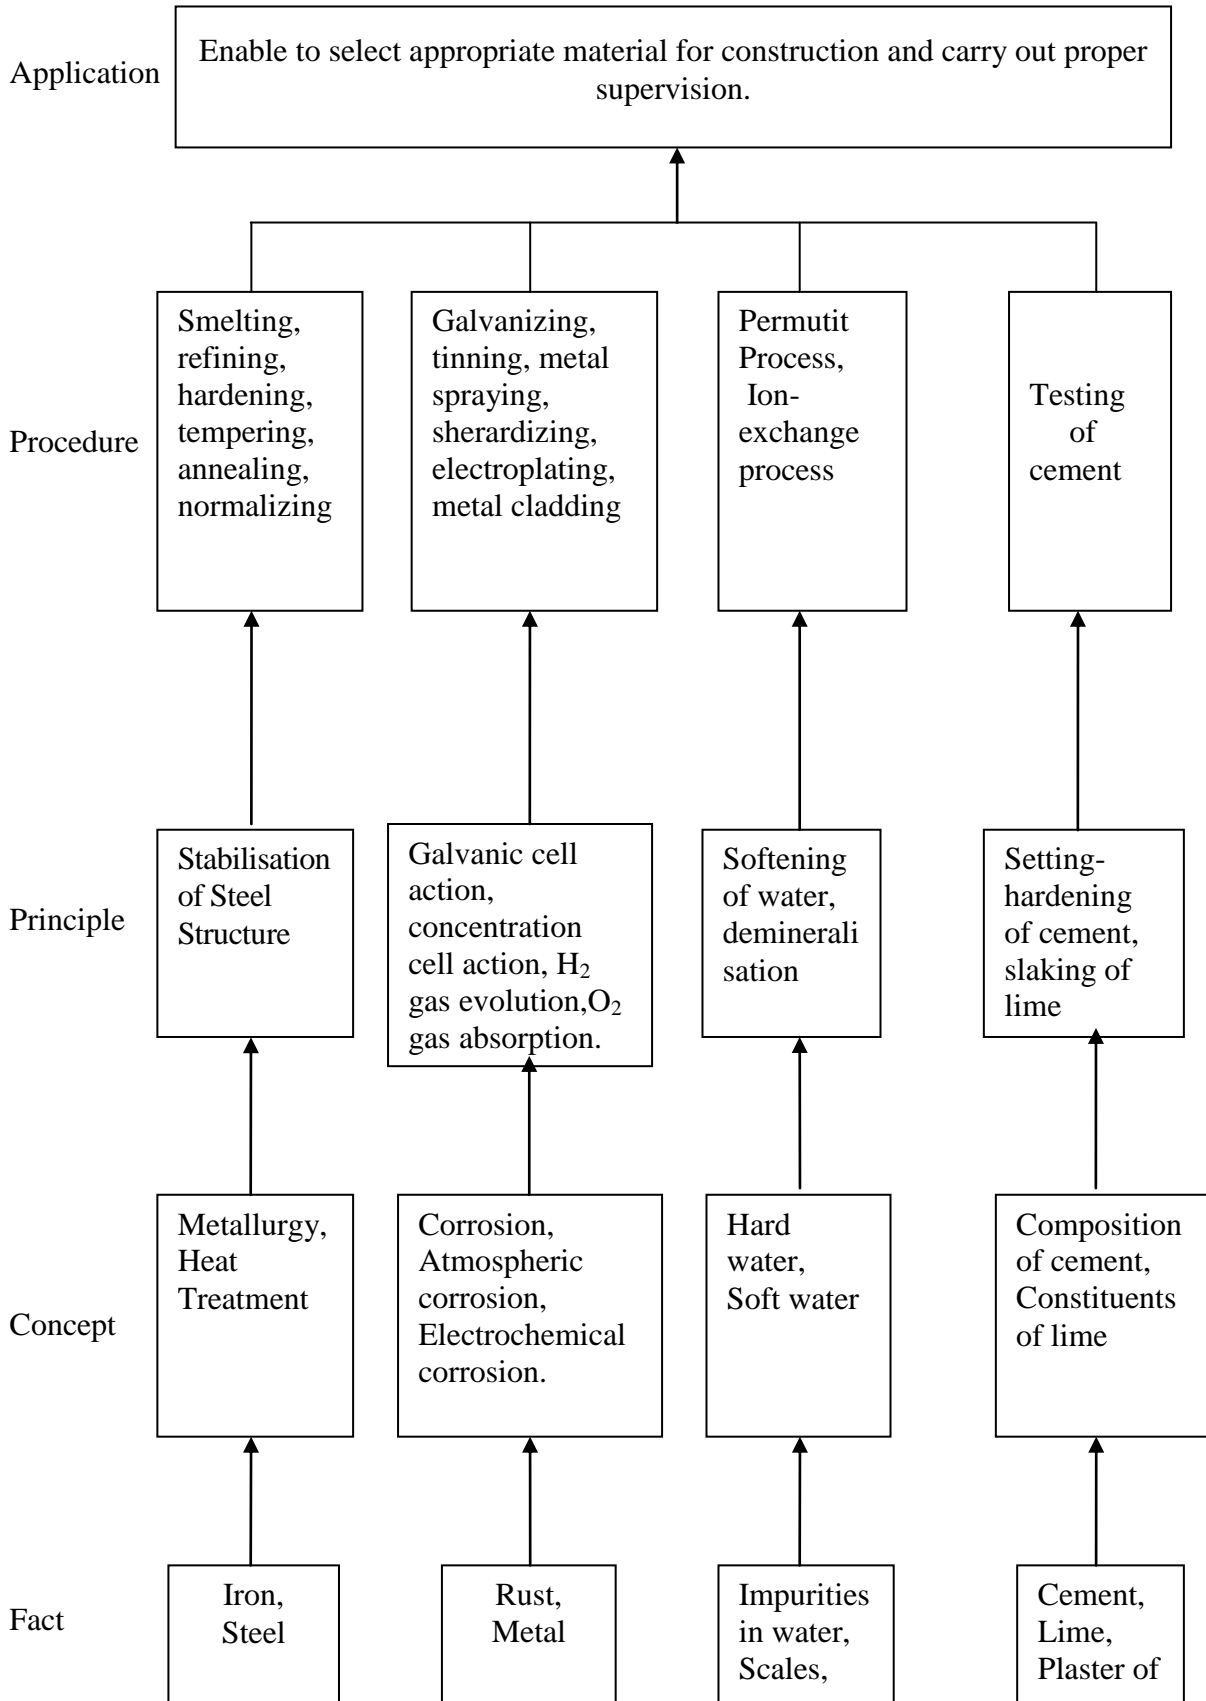 Application
Enable to select appropriate material for construction and carry out proper
supervision.
Procedure
Smelting,
refining,
hardening,
tempering,
annealing,
normalizing
Galvanizing,
tinning, metal
spraying,
sherardizing,
electroplating,
metal cladding
Permutit
Process,
Ion-
exchange
process
Testing
of
cement
Principle
Stabilisation
of Steel
Structure
Galvanic cell
action,
concentration
cell action, H₂
gas evolution,O₂
gas absorption.
Softening
of water,
deminerali
sation
Setting-
hardening
of cement,
slaking of
lime
Concept
Metallurgy,
Heat
Treatment
Corrosion,
Atmospheric
corrosion,
Electrochemical
corrosion.
Hard
water,
Soft water
Composition
of cement,
Constituents
of lime
Fact
Iron,
Steel
Rust,
Metal
Impurities
in water,
Scales,
Cement,
Lime,
Plaster of